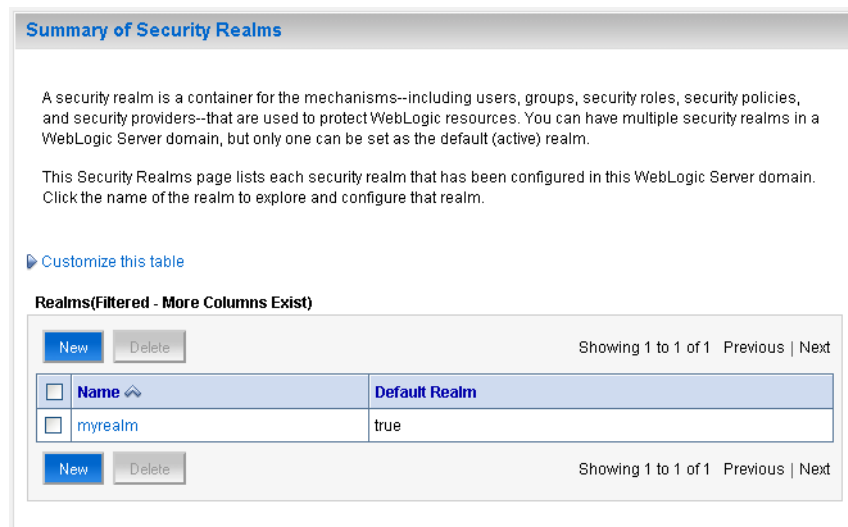 Summary of Security Realms
A security realm is a container for the mechanisms--including users, groups, security roles, security policies,
and security providers--that are used to protect WebLogic resources. You can have multiple security realms in a
WebLogic Server domain, but only one can be set as the default (active) realm.
This Security Realms page lists each security realm that has been configured in this WebLogic Server domain.
Click the name of the realm to explore and configure that realm.
Customize this table
Realms(Filtered - More Columns Exist)
New Delete Showing 1 to 1 of 1 Previous | Next
Name Default Realm
myrealm true
New Delete Showing 1 to 1 of 1 Previous | Next